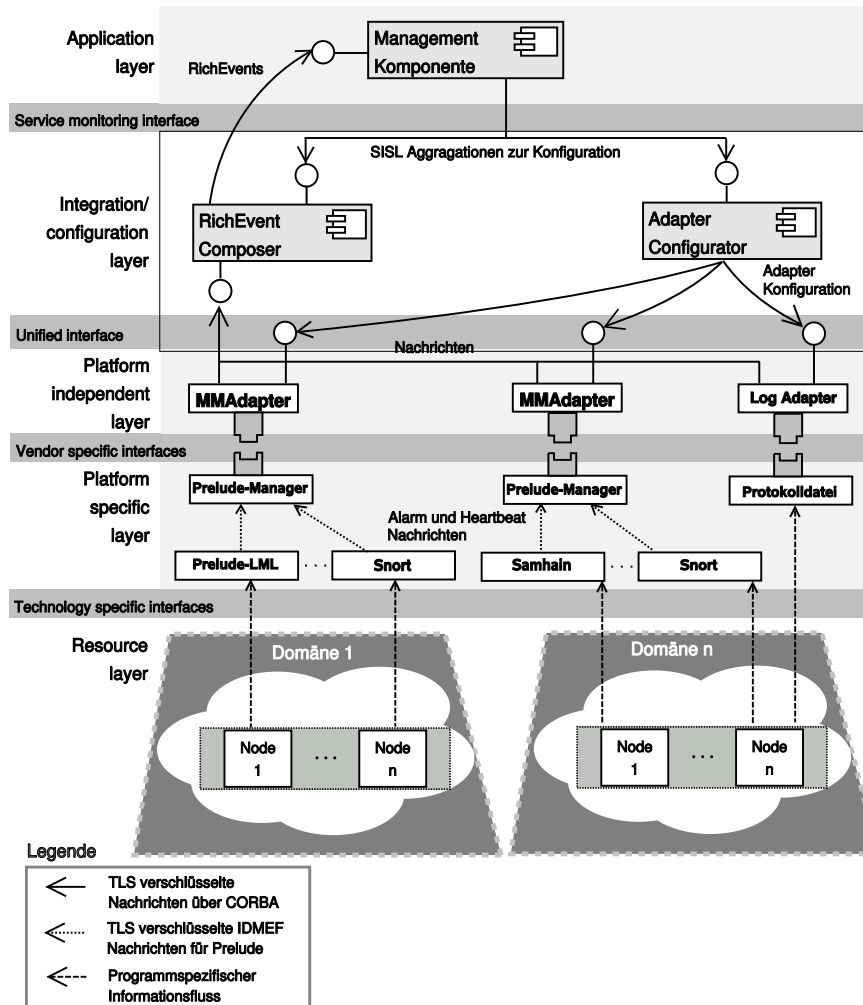 Application
layer
RichEvents
Management
Komponente
Service monitoring interface
SISL Aggragationen zur Konfiguration
Integration/
configuration
layer
RichEvent
Composer
Adapter
Configurator
Adapter
Konfiguration
Unified interface
Nachrichten
Platform
independent
layer
MMAdapter
MMAdapter
Log Adapter
Vendor specific interfaces
Platform
specific
layer
Prelude-Manager
Prelude-Manager
Protokolldatei
Alarm und Heartbeat
Nachrichten
Prelude-LML
. . .
Snort
Samhain
. . .
Snort
Technology specific interfaces
Resource
layer
Domäne 1
Domäne n
Node
1
...
Node
n
Node
1
...
Node
n
Legende
TLS verschlüsselte
Nachrichten über CORBA
TLS verschlüsselte IDMEF
Nachrichten für Prelude
Programmspezifischer
Informationsfluss